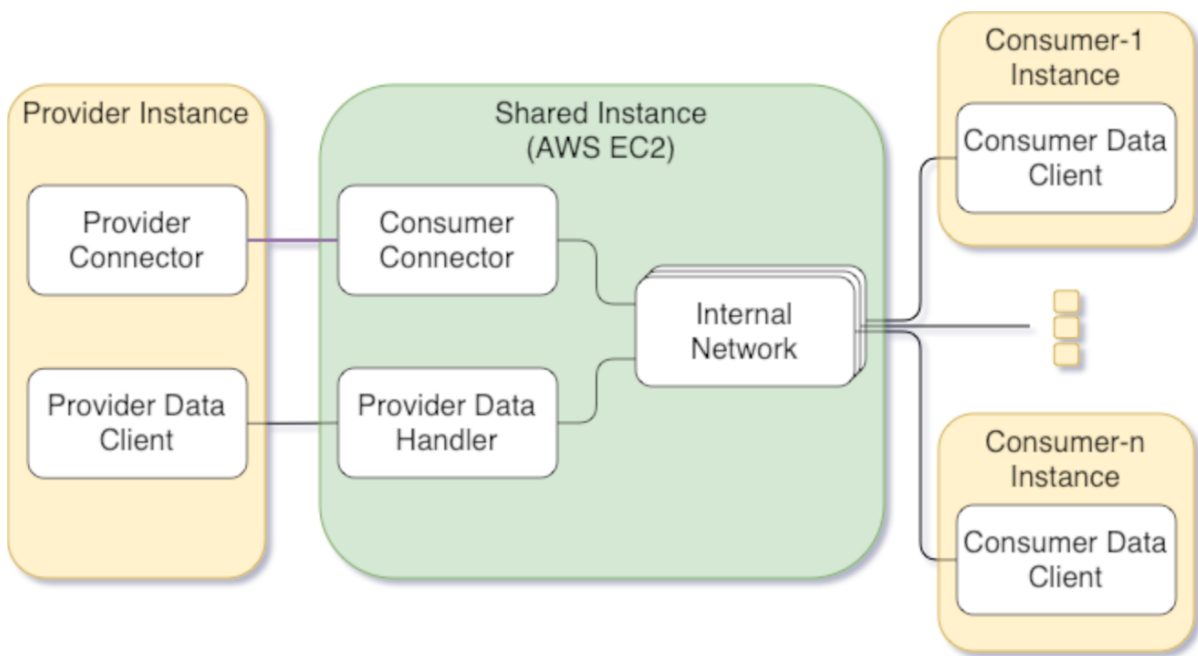 Provider Instance
Provider
Connector
Provider Data
Client
Shared Instance
(AWS EC2)
Consumer
Connector
Provider Data
Handler
Internal
Network
Consumer-1
Instance
Consumer Data
Client
Consumer-n
Instance
Consumer Data
Client